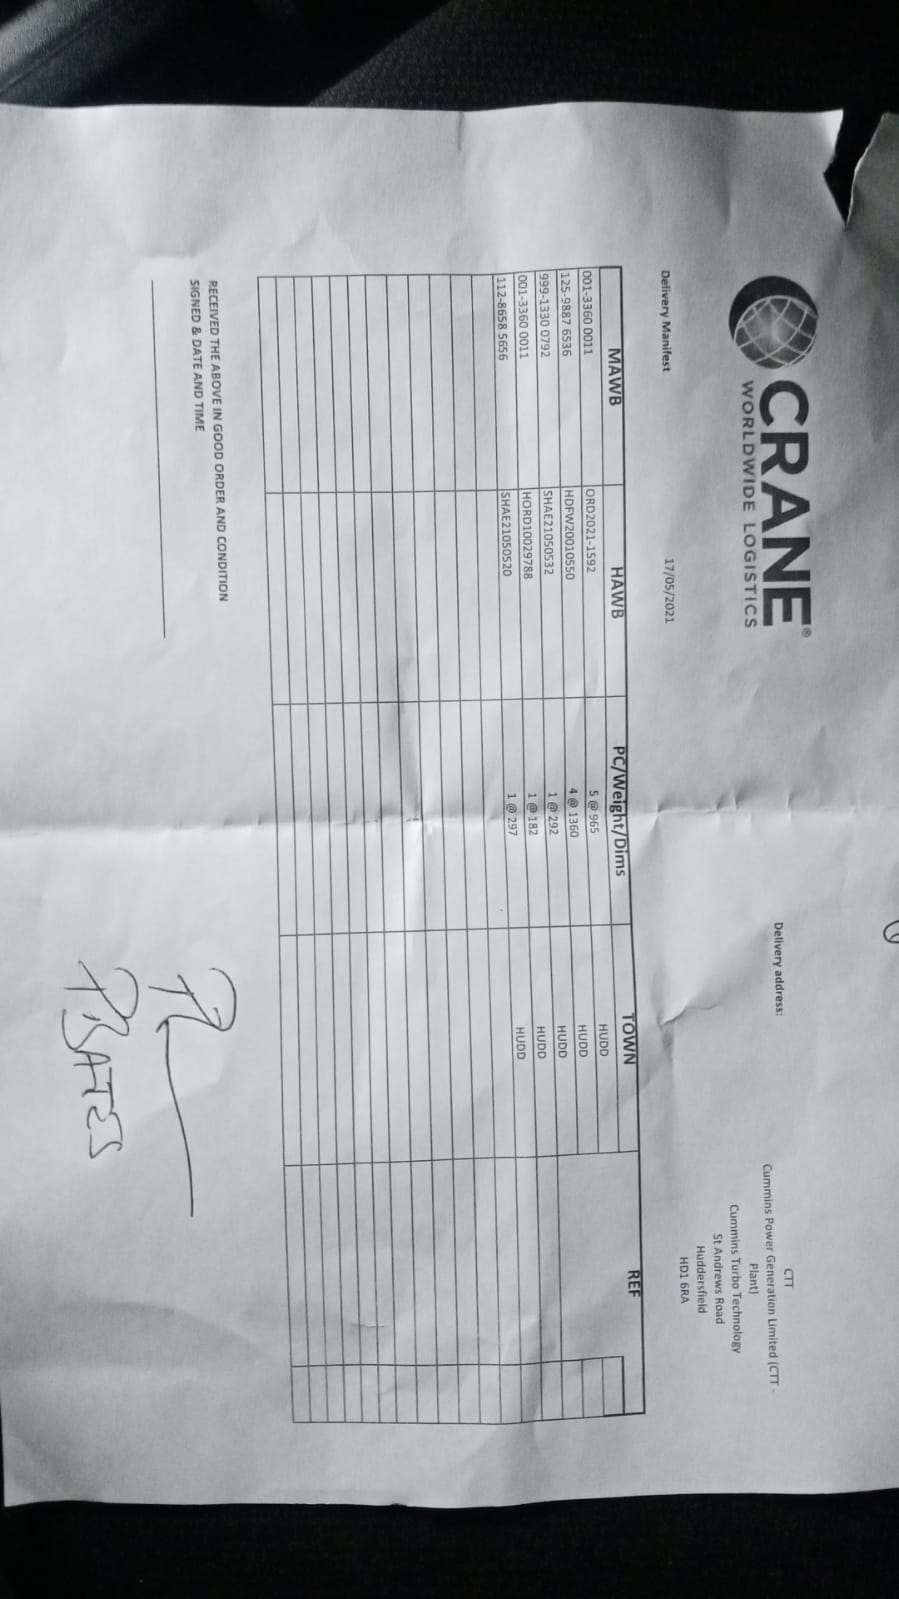 CRANE®
WORLDWIDE LOGISTICS
Delivery address:
CTT
Cummins Power Generation Limited (CTT -
Plant)
Cummins Turbo Technology
St Andrews Road
Huddersfield
HD1 6RA
Delivery Manifest 17/05/2021
MAWB HAWB PC/Weight/Dims TOWN REF
001-3360 0011 ORD2021-1592 5 @ 965 HUDD
125-9887 6536 HDFW20010550 4 @ 1360 HUDD
999-1330 0792 SHAE21050532 1 @ 292 HUDD
001-3360 0011 HORD10029788 1 @ 182 HUDD
112-8658 5656 SHAE21050520 1 @ 297 HUDD
RECEIVED THE ABOVE IN GOOD ORDER AND CONDITION
SIGNED & DATE AND TIME
P.BATES